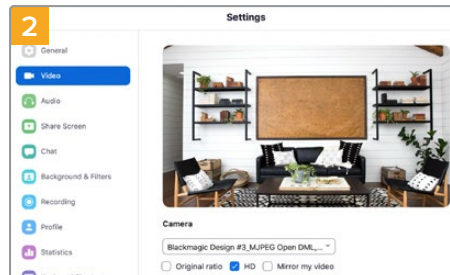 2
Settings
General
Video
Audio
Share Screen
Chat
Background & Filters
Recording
Profile
Statistics
Camera
Blackmagic Design #3_MJPEG Open DML,...
Original ratio HD Mirror my video